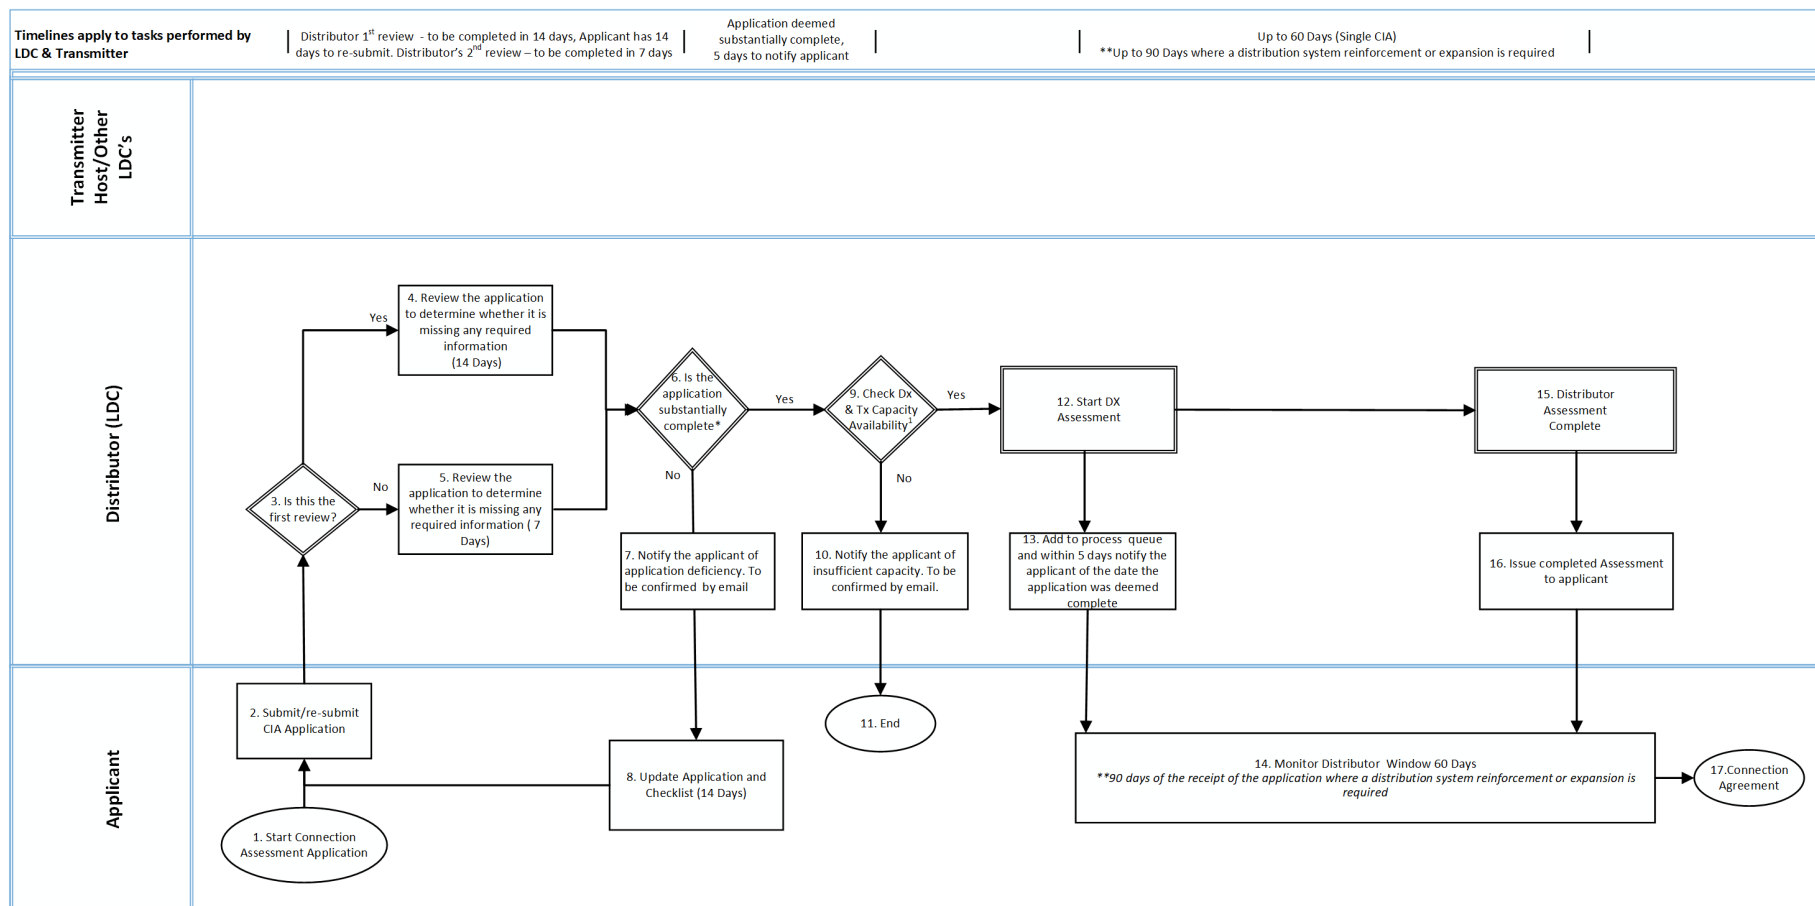 Timelines apply to tasks performed by
LDC & Transmitter
Distributor 1st review - to be completed in 14 days, Applicant has 14
days to re-submit. Distributor's 2nd review – to be completed in 7 days
Application deemed
substantially complete,
5 days to notify applicant
Up to 60 Days (Single CIA)
**Up to 90 Days where a distribution system reinforcement or expansion is required
Transmitter
Host/Other
LDC's
Distributor (LDC)
4. Review the application
to determine whether it is
missing any required
information
(14 Days)
Yes
3. Is this the
first review?
No
5. Review the
application to determine
whether it is missing any
required information ( 7
Days)
6. Is the
application
substantially
complete*
Yes
No
7. Notify the applicant of
application deficiency. To
be confirmed by email
9. Check Dx
& Tx Capacity
Availability1
Yes
No
10. Notify the applicant of
insufficient capacity. To be
confirmed by email.
12. Start DX
Assessment
13. Add to process queue
and within 5 days notify the
applicant of the date the
application was deemed
complete
15. Distributor
Assessment
Complete
16. Issue completed Assessment
to applicant
Applicant
2. Submit/re-submit
CIA Application
1. Start Connection
Assessment Application
8. Update Application and
Checklist (14 Days)
11. End
14. Monitor Distributor Window 60 Days
**90 days of the receipt of the application where a distribution system reinforcement or expansion is
required
17.Connection
Agreement